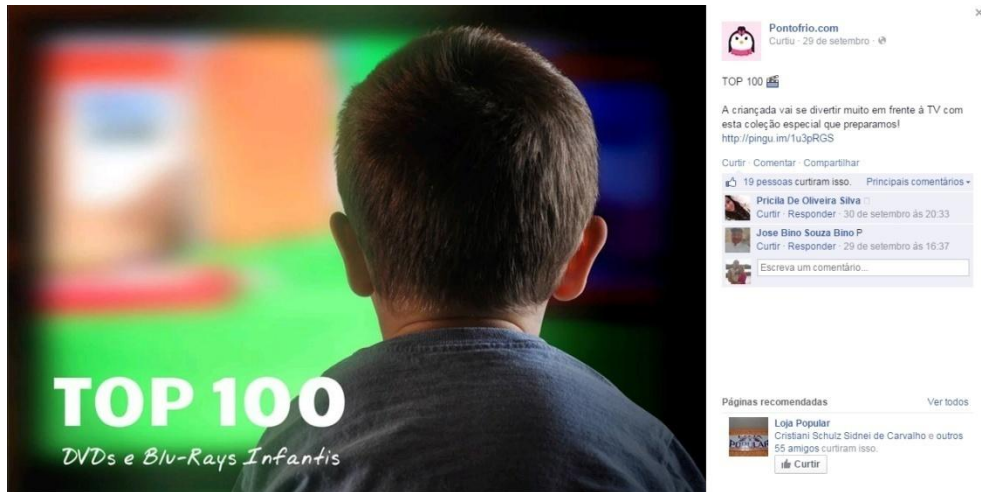 TOP 100
DVDs e Blu-Rays Infantis
Pontofrio.com
Curtiu · 29 de setembro ·
TOP 100
A criançada vai se divertir muito em frente á TV com
esta coleção especial que preparamos!
http://pingu.im/1u3pRGS
Curtir · Comentar · Compartilhar
19 pessoas curtiram isso. Principais comentários
Pricila De Oliveira Silva
Curtir · Responder · 30 de setembro às 20:33
Jose Bino Souza Bino P
Curtir · Responder · 29 de setembro às 16:37
Escreva um comentário...
Páginas recomendadas Ver todos
Loja Popular
Cristiani Schulz Sidnei de Carvalho e outros
55 amigos curtiram isso.
Curtir